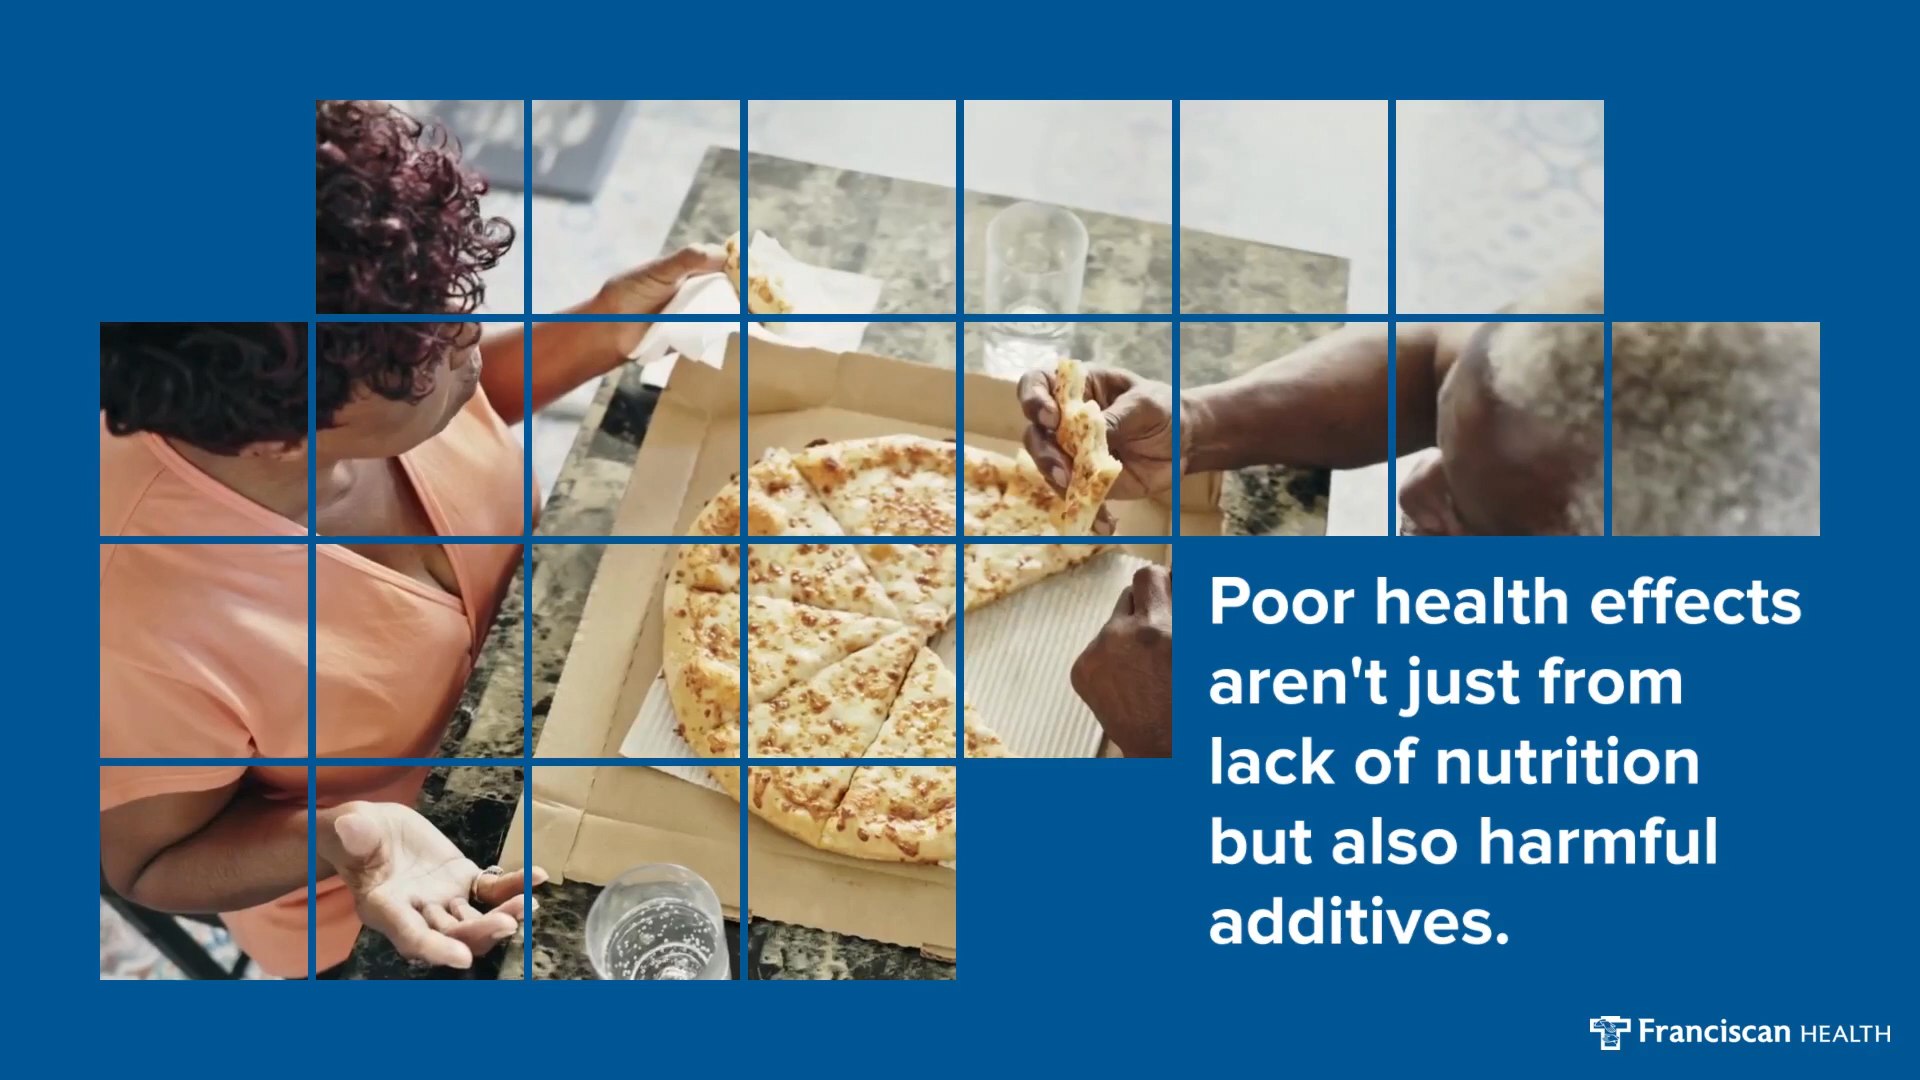 Poor health effects
aren't just from
lack of nutrition
but also harmful
additives.
Franciscan HEALTH